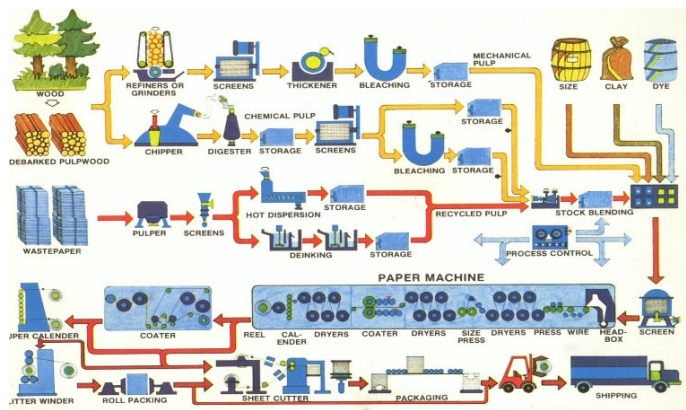 MECHANICAL
PULP
WOOD
REFINERS OR
GRINDERS
SCREENS
THICKENER
BLEACHING
STORAGE
SIZE
CLAY
DYE
DEBARKED PULPWOOD
CHIPPER
CHEMICAL PULP
DIGESTER
STORAGE
SCREENS
STORAGE
BLEACHING
STORAGE
WASTEPAPER
PULPER
SCREENS
HOT DISPERSION
STORAGE
RECYCLED PULP
STOCK BLENDING
DEINKING
STORAGE
PROCESS CONTROL
PAPER MACHINE
UPER CALENDER
COATER
REEL
CAL-
ENDER
DRYERS
COATER
DRYERS
SIZE
PRESS
DRYERS
PRESS
WIRE
HEAD-
BOX
SCREEN
LITTER WINDER
ROLL PACKING
SHEET CUTTER
PACKAGING
SHIPPING